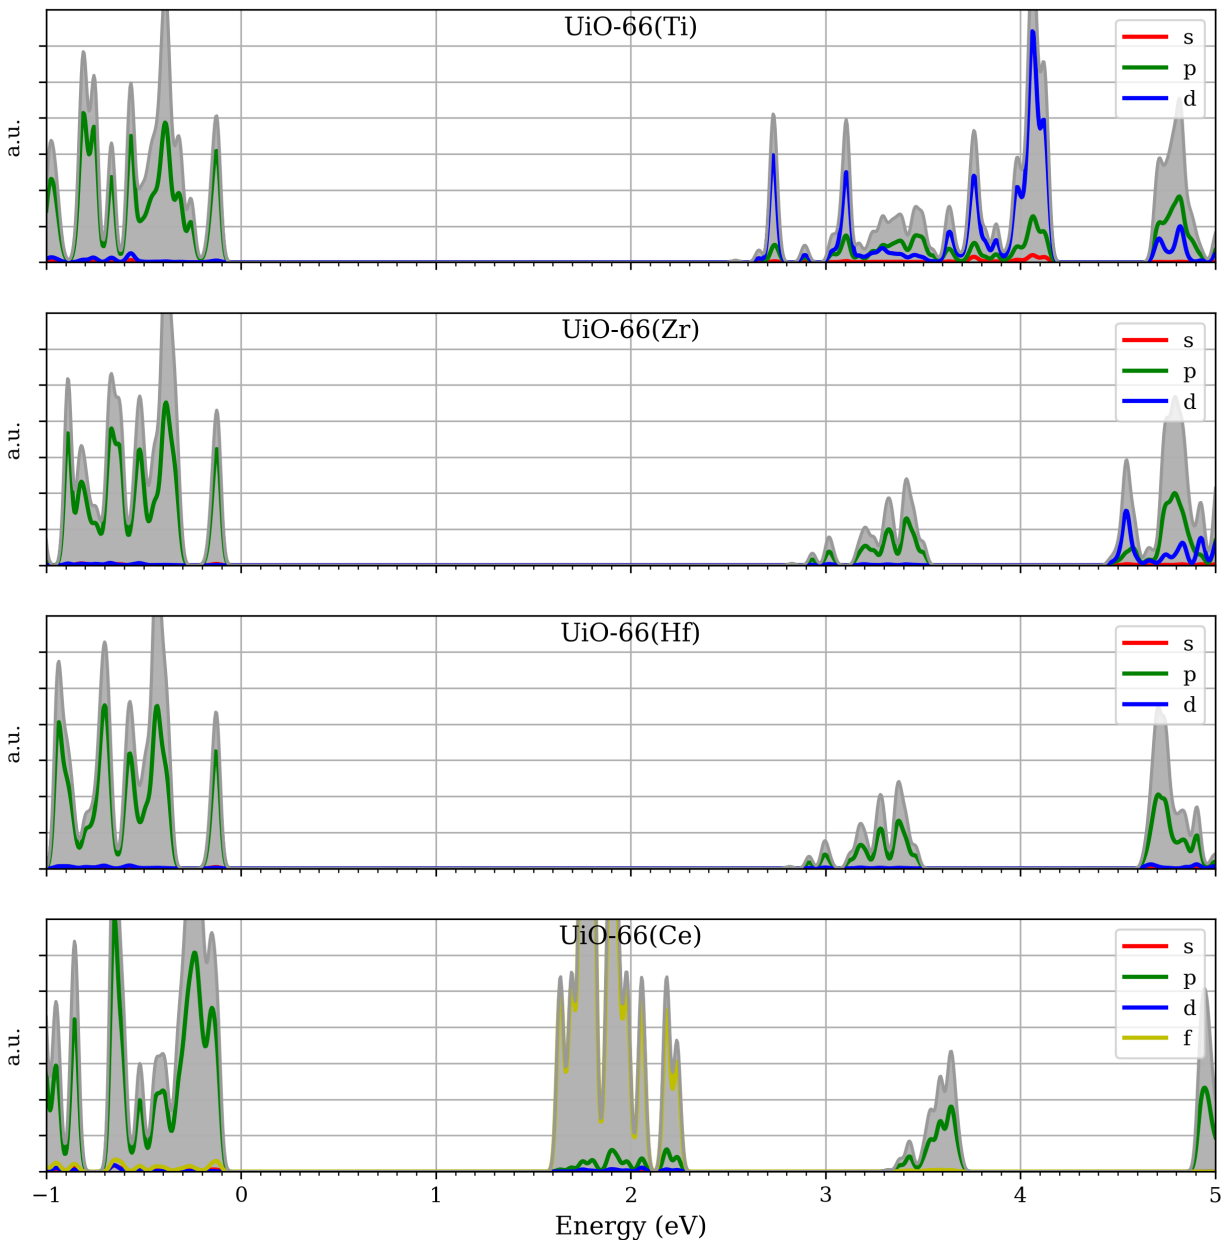 UiO-66(Ti)
a.u.
s
p
d
UiO-66(Zr)
a.u.
s
p
d
UiO-66(Hf)
a.u.
s
p
d
UiO-66(Ce)
a.u.
s
p
d
f
−1 0 1 2 3 4 5
Energy (eV)